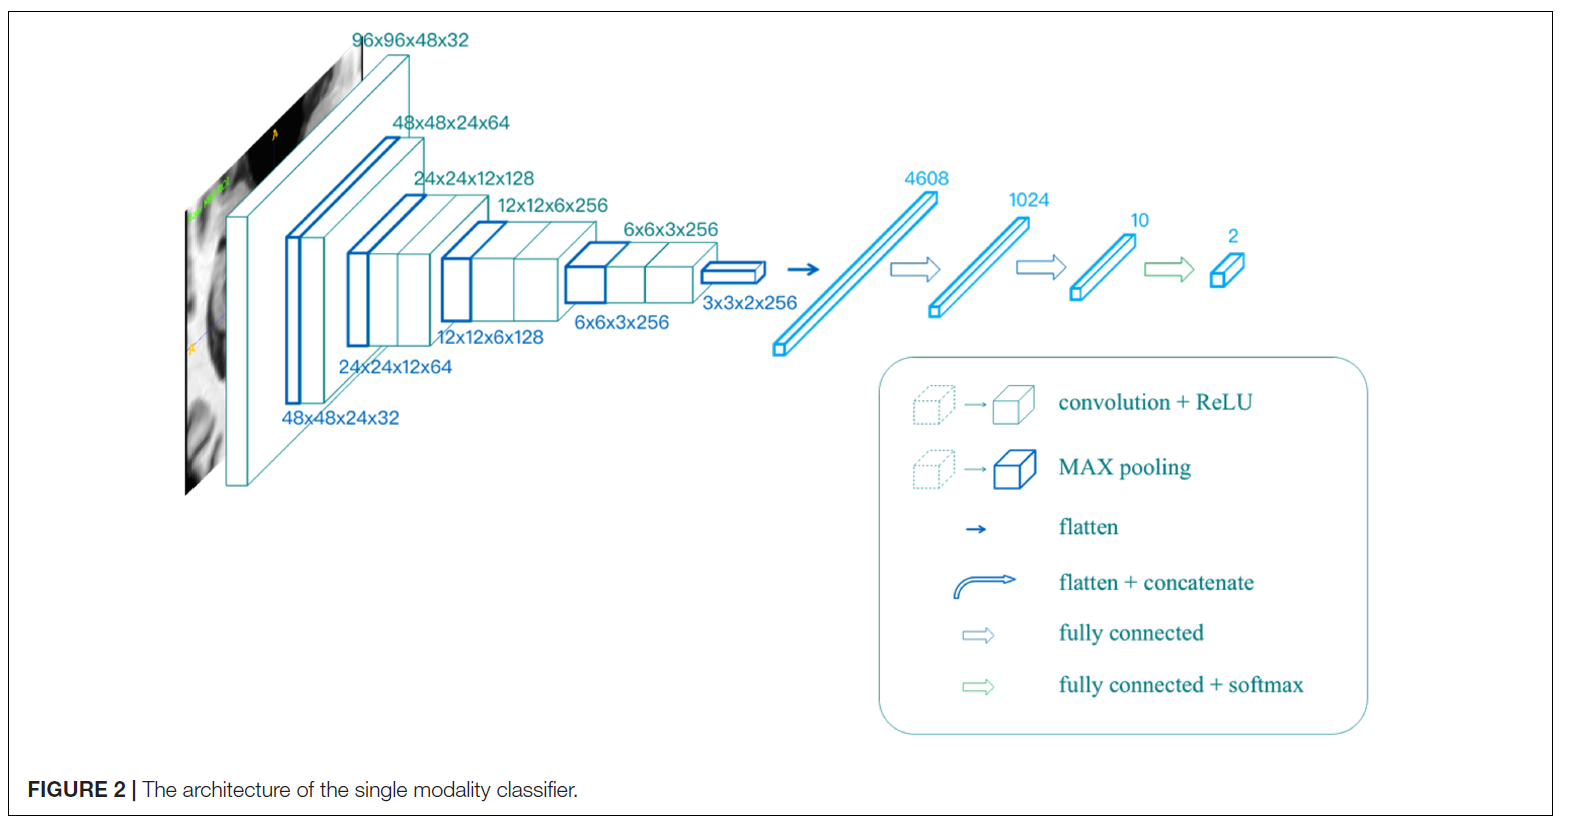 96x96x48x32
48x48x24x64
24x24x12x128
12x12x6x256
6x6x3x256
3x3x2x256
6x6x3x256
12x12x6x128
24x24x12x64
48x48x24x32
4608
1024
10
2
convolution + ReLU
MAX pooling
flatten
flatten + concatenate
fully connected
fully connected + softmax
FIGURE 2 | The architecture of the single modality classifier.